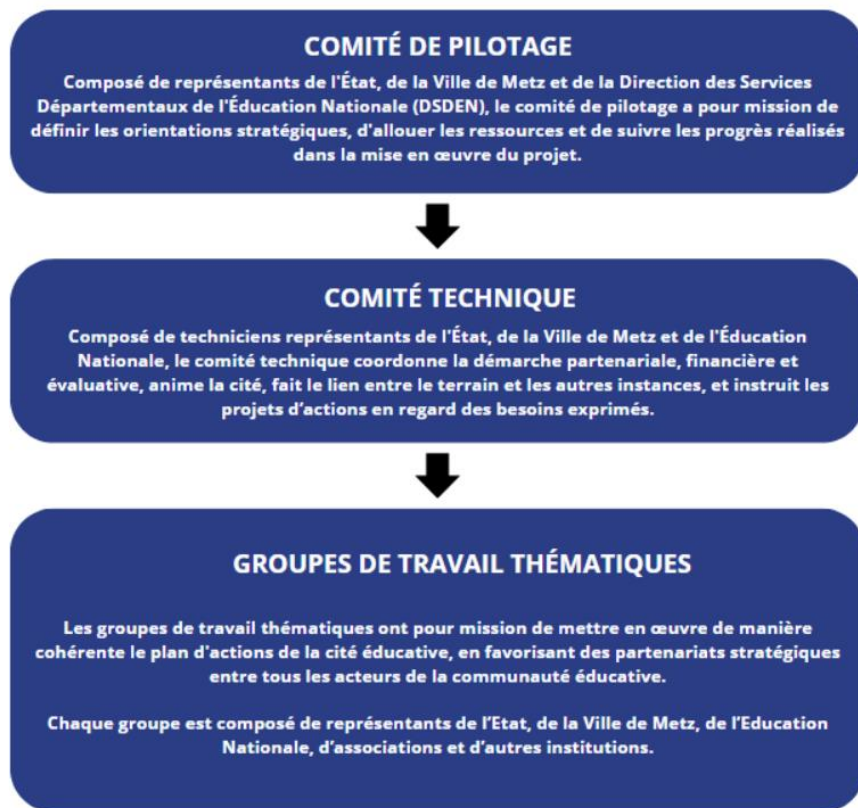 COMITÉ DE PILOTAGE
Composé de représentants de l'État, de la Ville de Metz et de la Direction des Services
Départementaux de l'Éducation Nationale (DSDEN), le comité de pilotage a pour mission de
définir les orientations stratégiques, d'allouer les ressources et de suivre les progrès réalisés
dans la mise en œuvre du projet.
COMITÉ TECHNIQUE
Composé de techniciens représentants de l'État, de la Ville de Metz et de l'Éducation
Nationale, le comité technique coordonne la démarche partenariale, financière et
évaluative, anime la cité, fait le lien entre le terrain et les autres instances, et instruit les
projets d’actions en regard des besoins exprimés.
GROUPES DE TRAVAIL THÉMATIQUES
Les groupes de travail thématiques ont pour mission de mettre en œuvre de manière
cohérente le plan d'actions de la cité éducative, en favorisant des partenariats stratégiques
entre tous les acteurs de la communauté éducative.
Chaque groupe est composé de représentants de l’Etat, de la Ville de Metz, de l’Education
Nationale, d’associations et d’autres institutions.